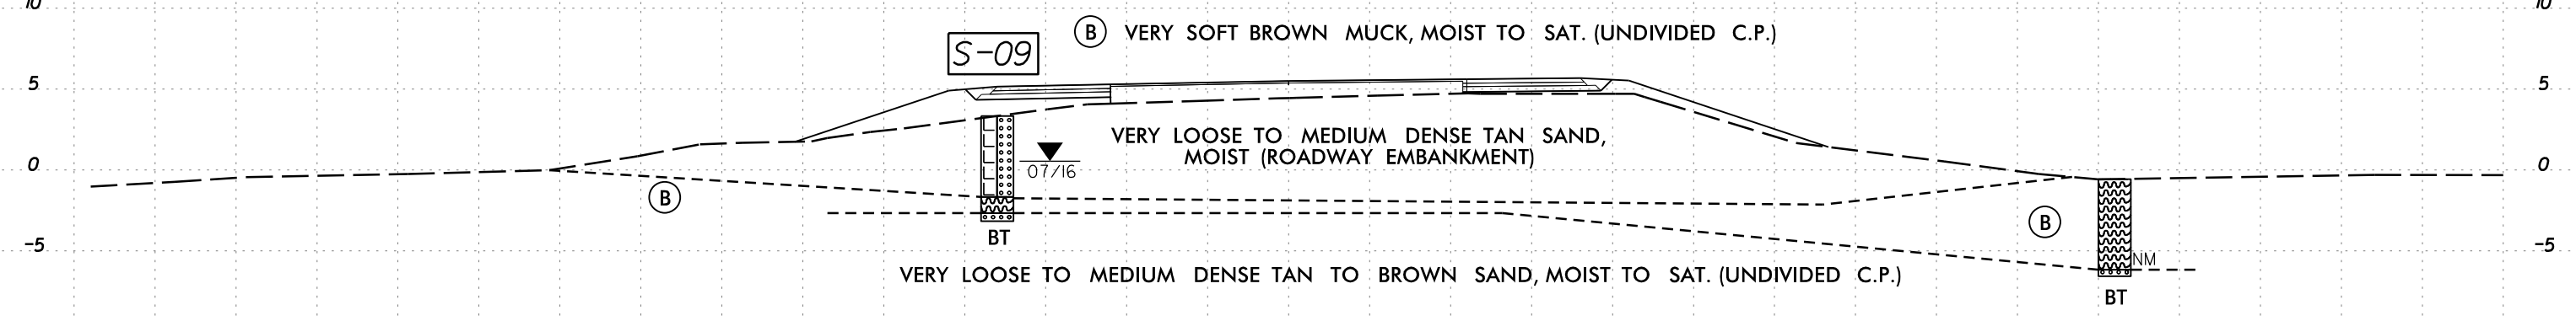 10 10
B VERY SOFT BROWN MUCK, MOIST TO SAT. (UNDIVIDED C.P.)
S-09
5 5
VERY LOOSE TO MEDIUM DENSE TAN SAND,
MOIST (ROADWAY EMBANKMENT)
0 0
07/16
B
B
BT
-5 -5
NM
VERY LOOSE TO MEDIUM DENSE TAN TO BROWN SAND, MOIST TO SAT. (UNDIVIDED C.P.)
BT